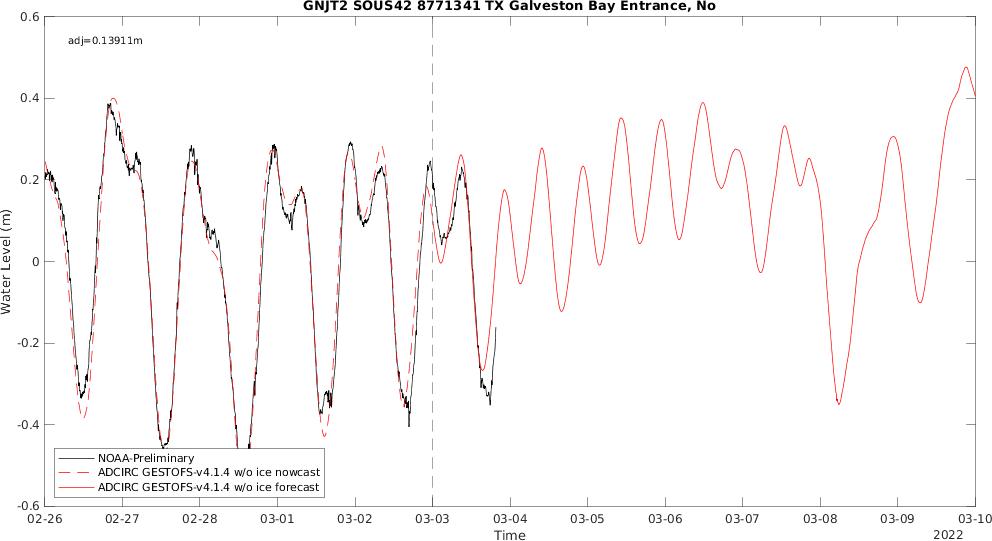 GNJT2 SOUS42 8771341 TX Galveston Bay Entrance, No
adj=0.13911m
0.6
0.4
0.2
0
-0.2
-0.4
-0.6
Water Level (m)
NOAA-Preliminary
ADCIRC GESTOFS-v4.1.4 w/o ice nowcast
ADCIRC GESTOFS-v4.1.4 w/o ice forecast
02-26 02-27 02-28 03-01 03-02 03-03 03-04 03-05 03-06 03-07 03-08 03-09 03-10
Time
2022